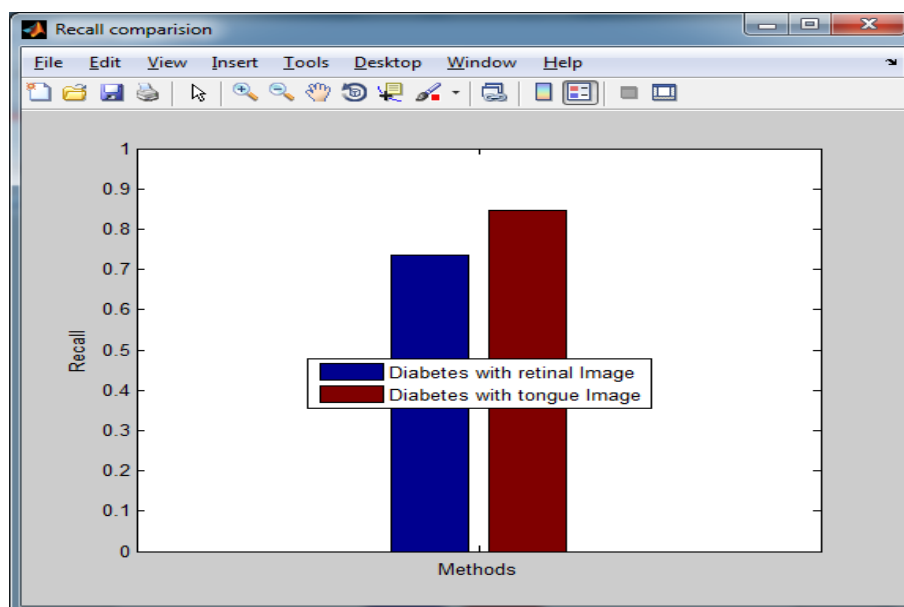 Recall comparision
File Edit View Insert Tools Desktop Window Help
1
0.9
0.8
0.7
0.6
0.5
0.4
0.3
0.2
0.1
0
Recall
Diabetes with retinal Image
Diabetes with tongue Image
Methods